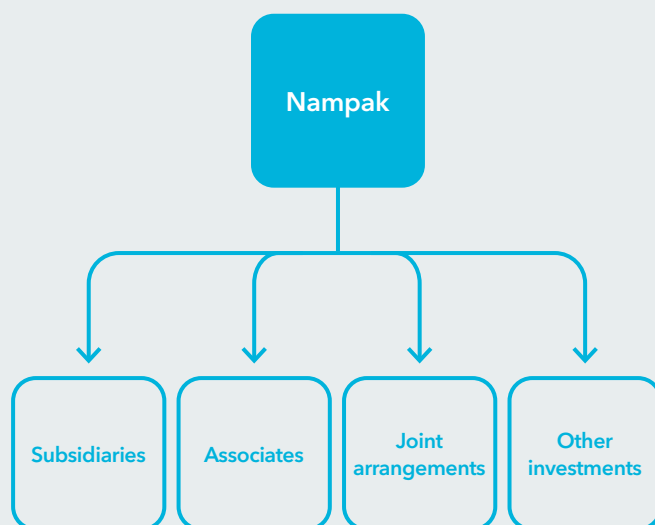 Nampak
Subsidiaries
Associates
Joint
arrangements
Other
investments